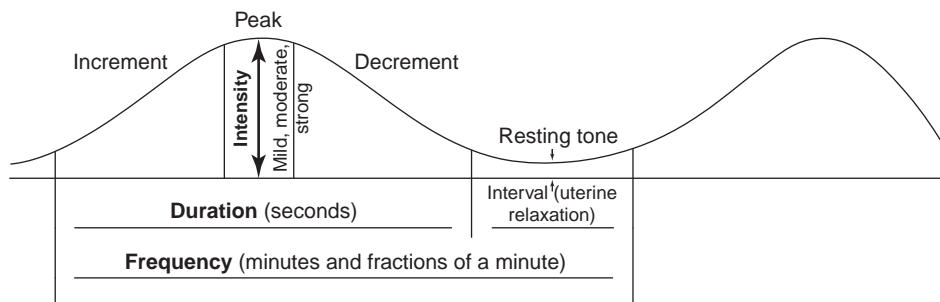 Peak
Increment
Decrement
Intensity
Mild, moderate,
strong
Resting tone
Interval (uterine
relaxation)
Duration (seconds)
Frequency (minutes and fractions of a minute)